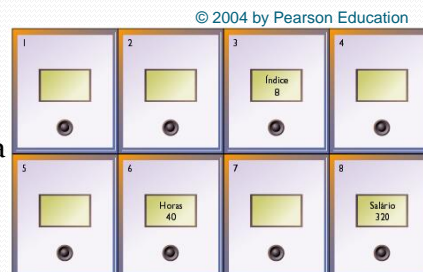 © 2004 by Pearson Education
1 2 3 4
Índice
8
a
5 6 7 8
Horas
40
Salário
320